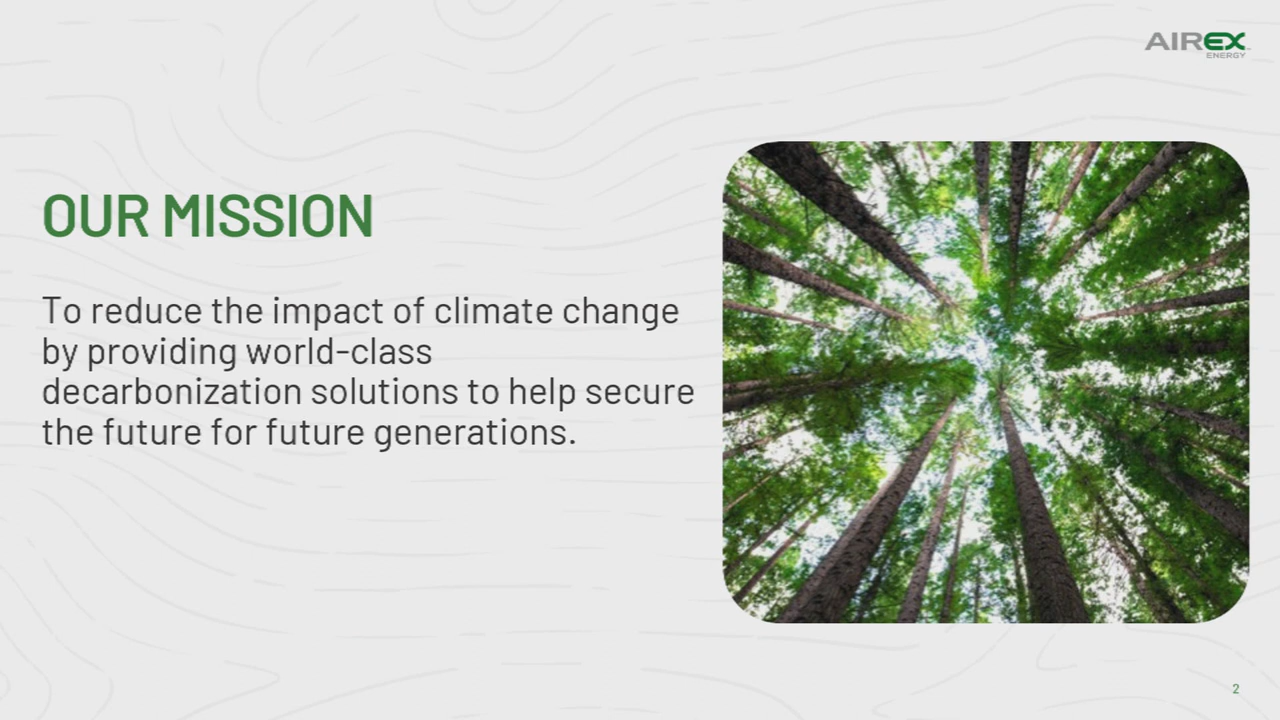 AIREX
ENERGY
OUR MISSION
To reduce the impact of climate change
by providing world-class
decarbonization solutions to help secure
the future for future generations.
2